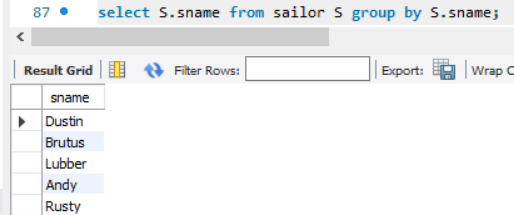 87 select S.sname from sailor S group by S.sname;
Result Grid Filter Rows: Export: Wrap C
sname
Dustin
Brutus
Lubber
Andy
Rusty